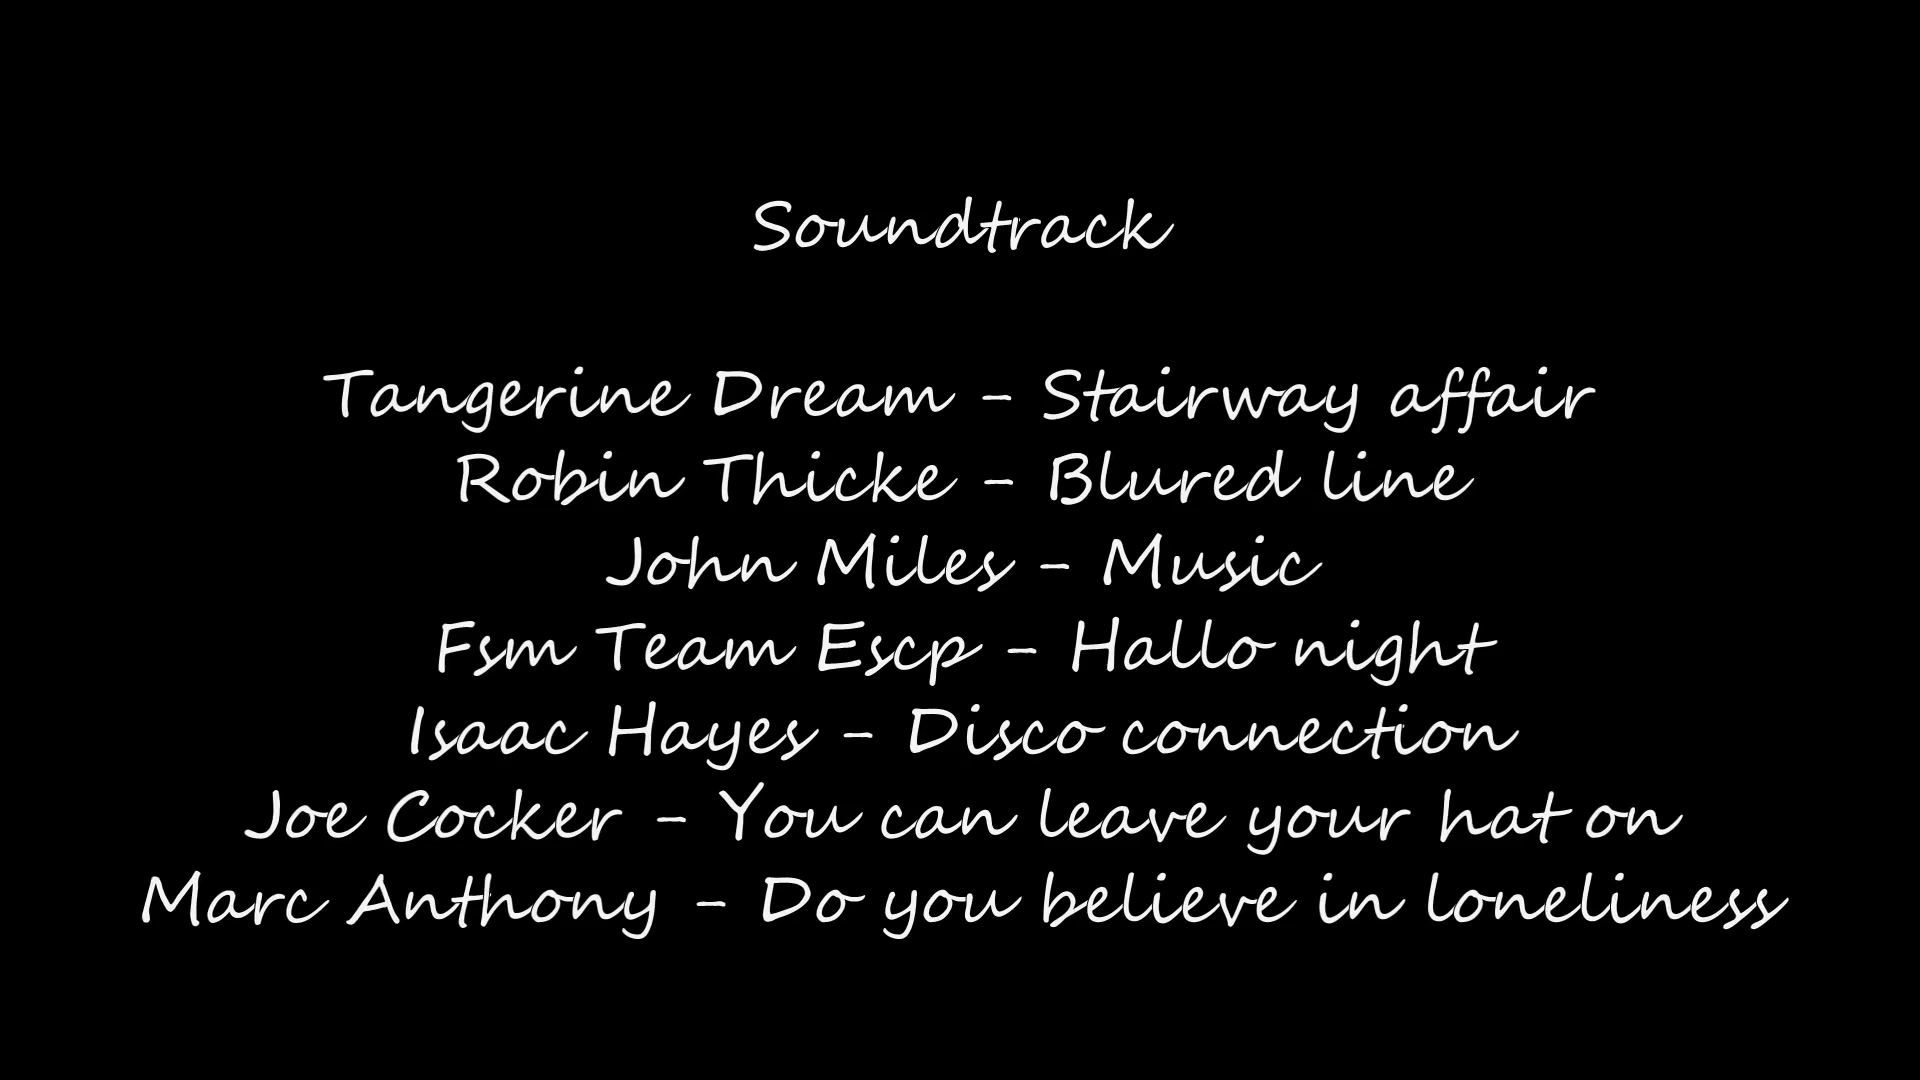 Soundtrack
Tangerine Dream - Stairway affair
Robin Thicke - Blured line
John Miles - Music
Fsm Team Escp - Hallo night
Isaac Hayes - Disco connection
Joe Cocker - You can leave your hat on
Marc Anthony - Do you believe in loneliness